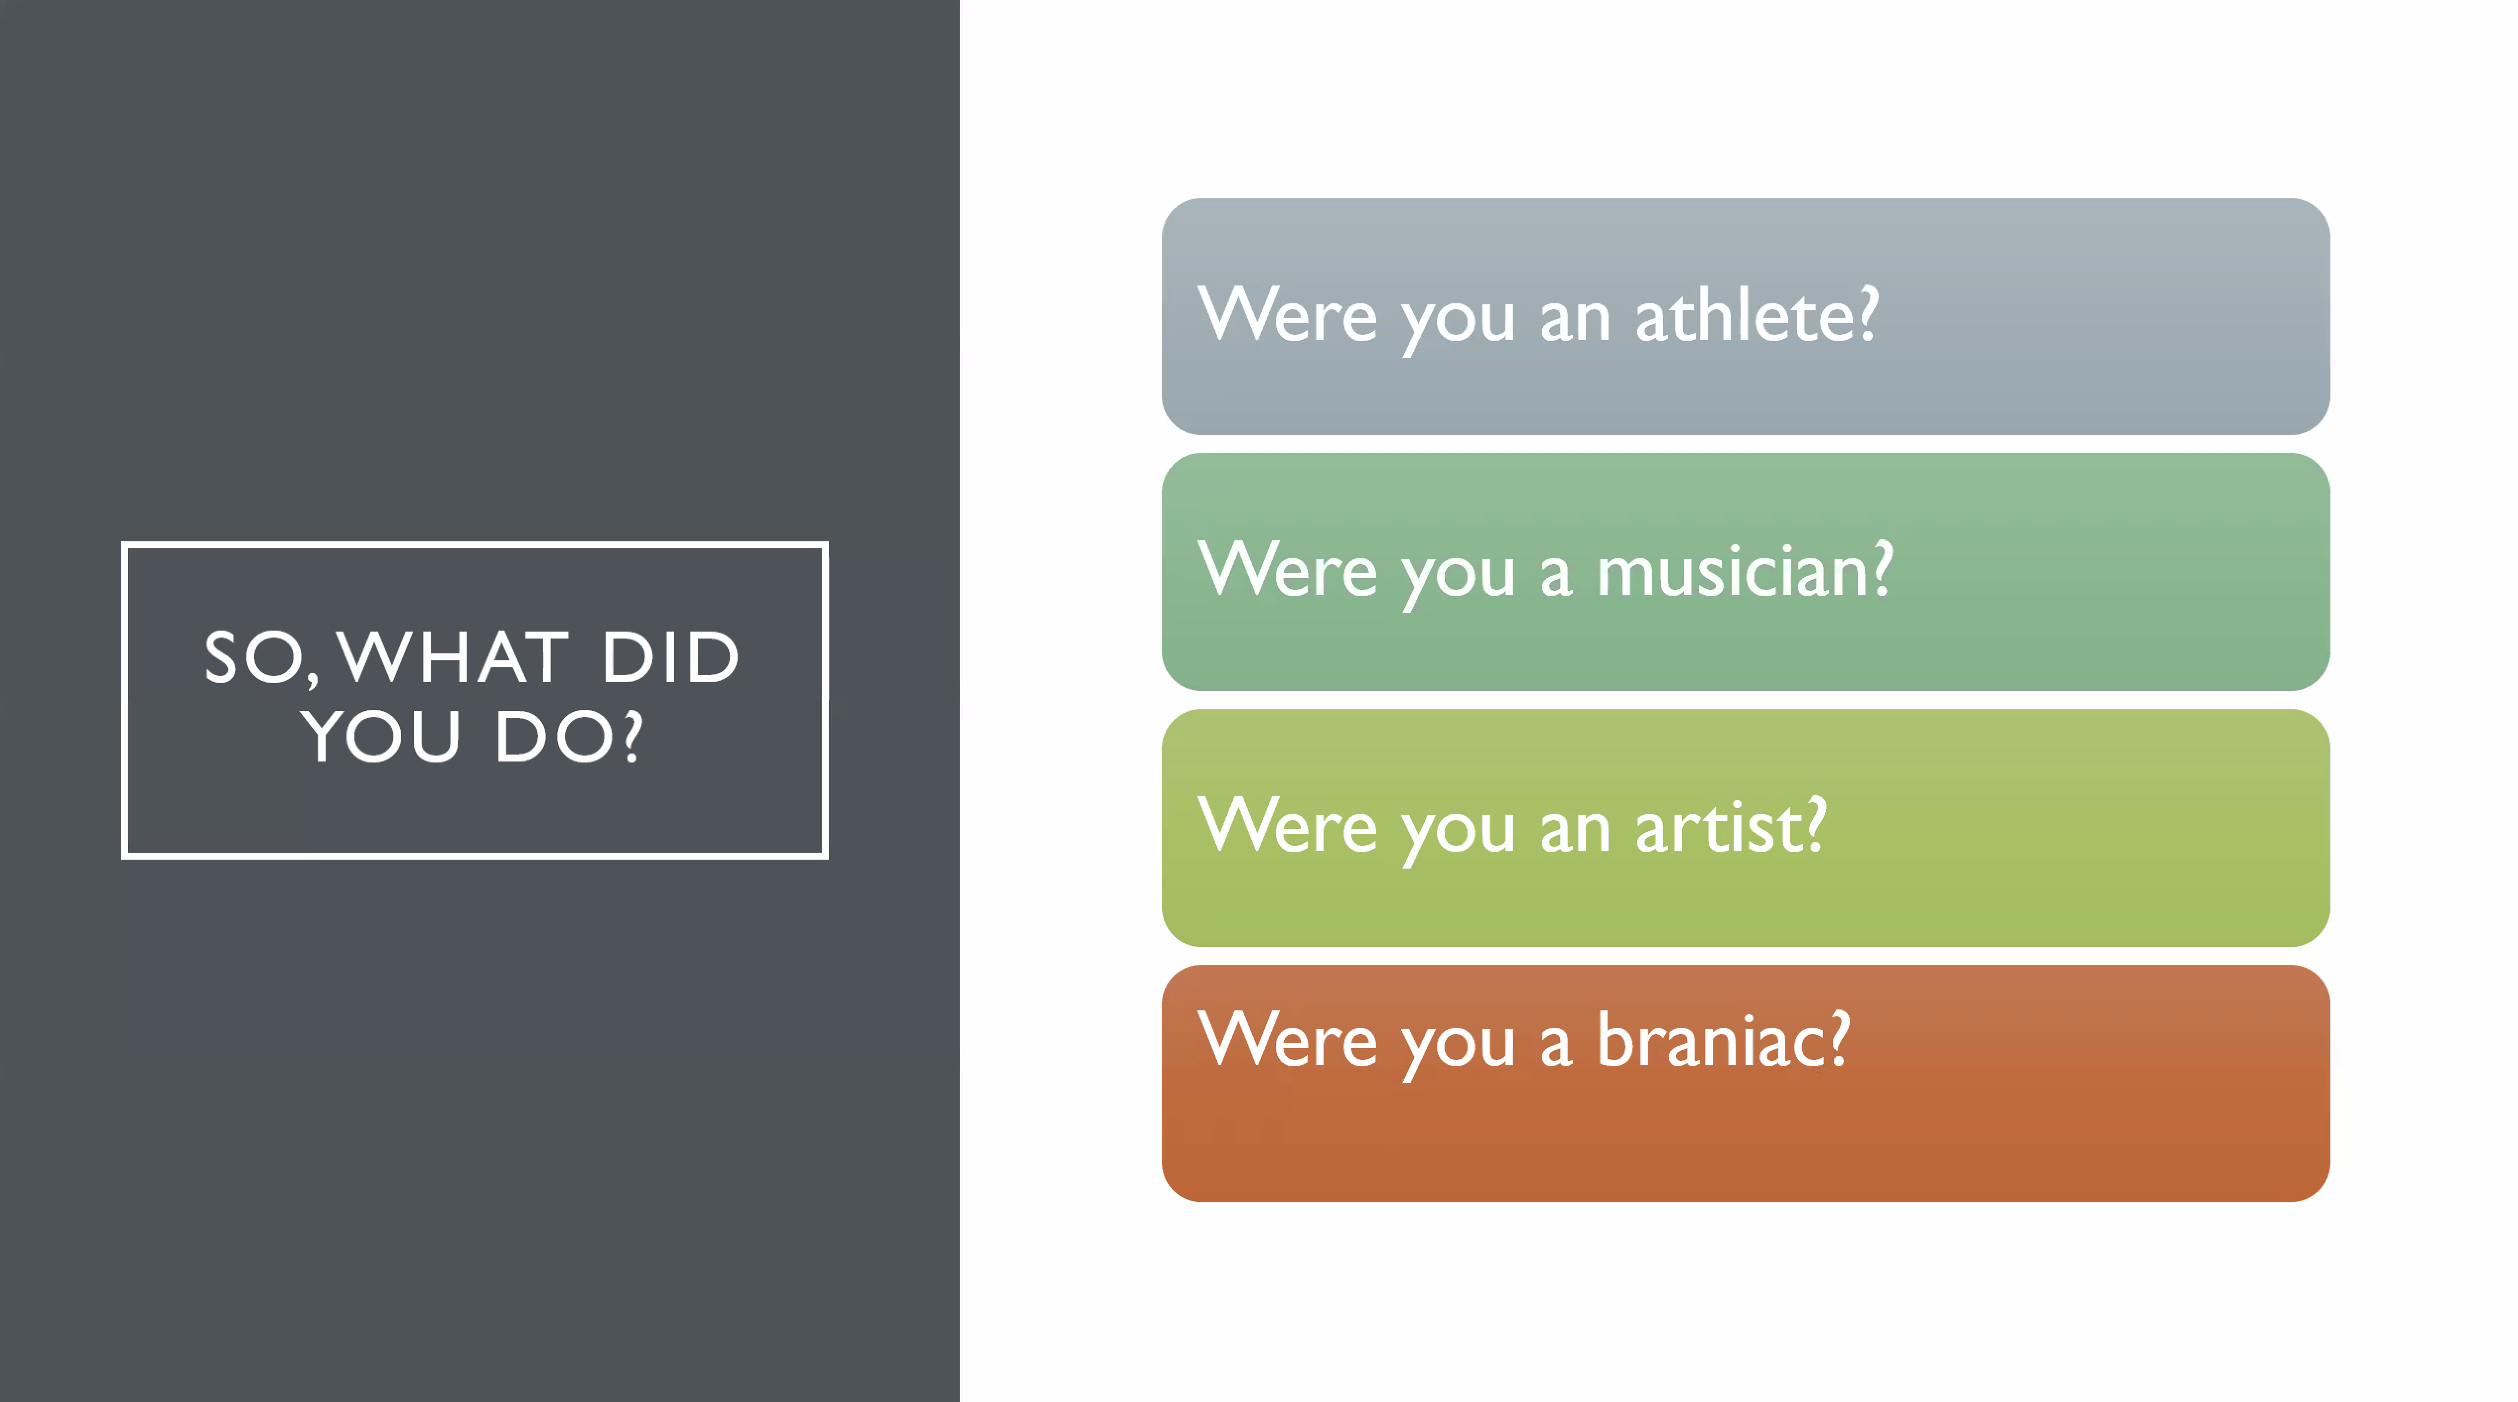 SO, WHAT DID
YOU DO?
Were you an athlete?
Were you a musician?
Were you an artist?
Were you a braniac?